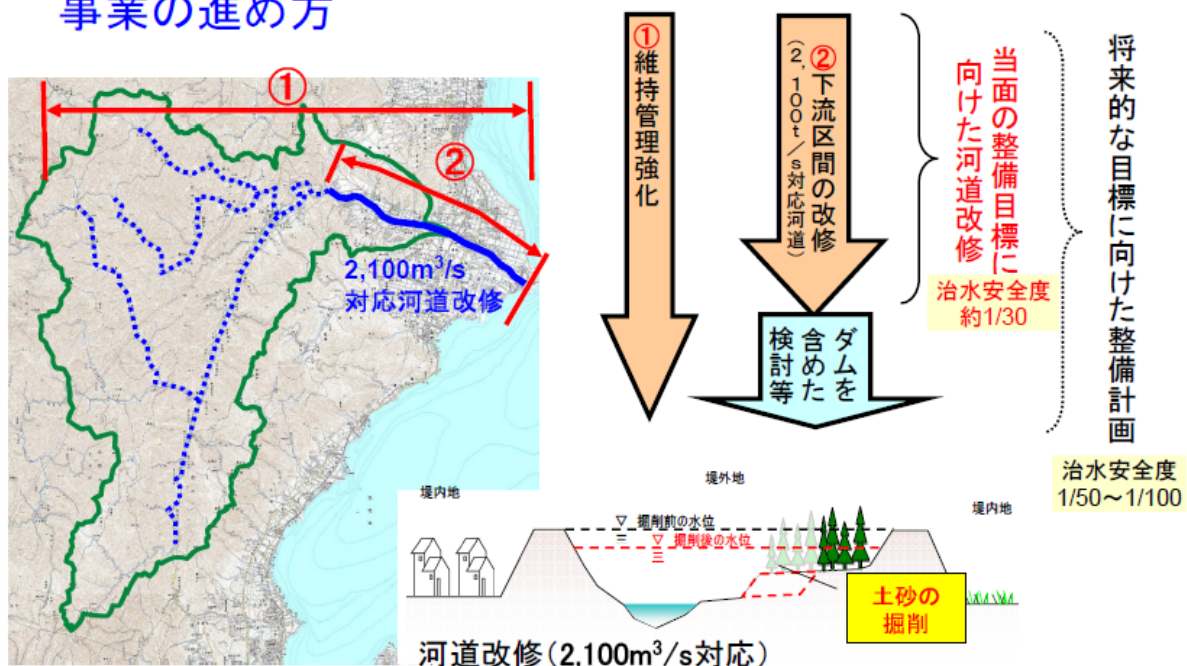 事業の進め方
①
②
2,100m³/s
対応河道改修
①維持管理強化
②下流区間の改修
(2,100t/s対応河道)
ダムを
含めた
検討等
当面の整備目標に
向けた河道改修
治水安全度
約1/30
将来的な目標に向けた整備計画
治水安全度
1/50～1/100
堤内地
堤外地
堤内地
▽ 掘削前の水位
▽ 掘削後の水位
土砂の
掘削
河道改修(2,100m³/s対応)